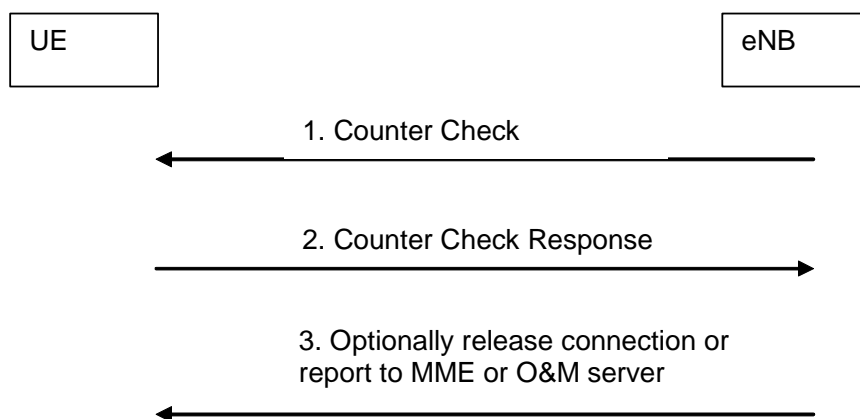 UE
eNB
1. Counter Check
2. Counter Check Response
3. Optionally release connection or
report to MME or O&M server